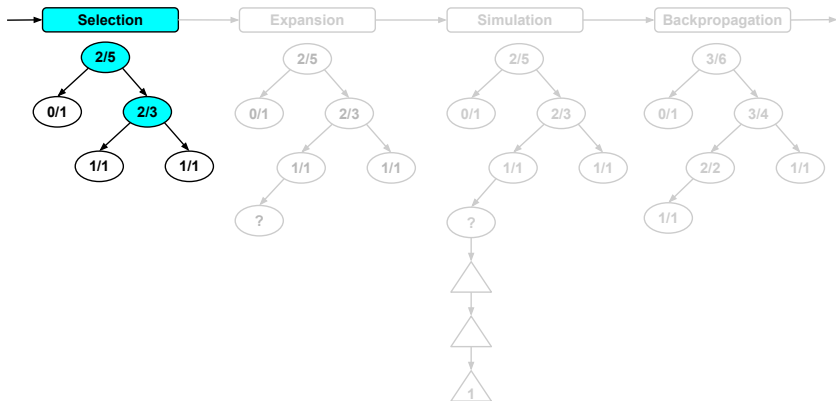 Selection Expansion Simulation Backpropagation
2/5 2/5 2/5 3/6
0/1 2/3 0/1 2/3 0/1 2/3 0/1 3/4
1/1 1/1 1/1 1/1 1/1 1/1 2/2 1/1
? ? 1/1
1